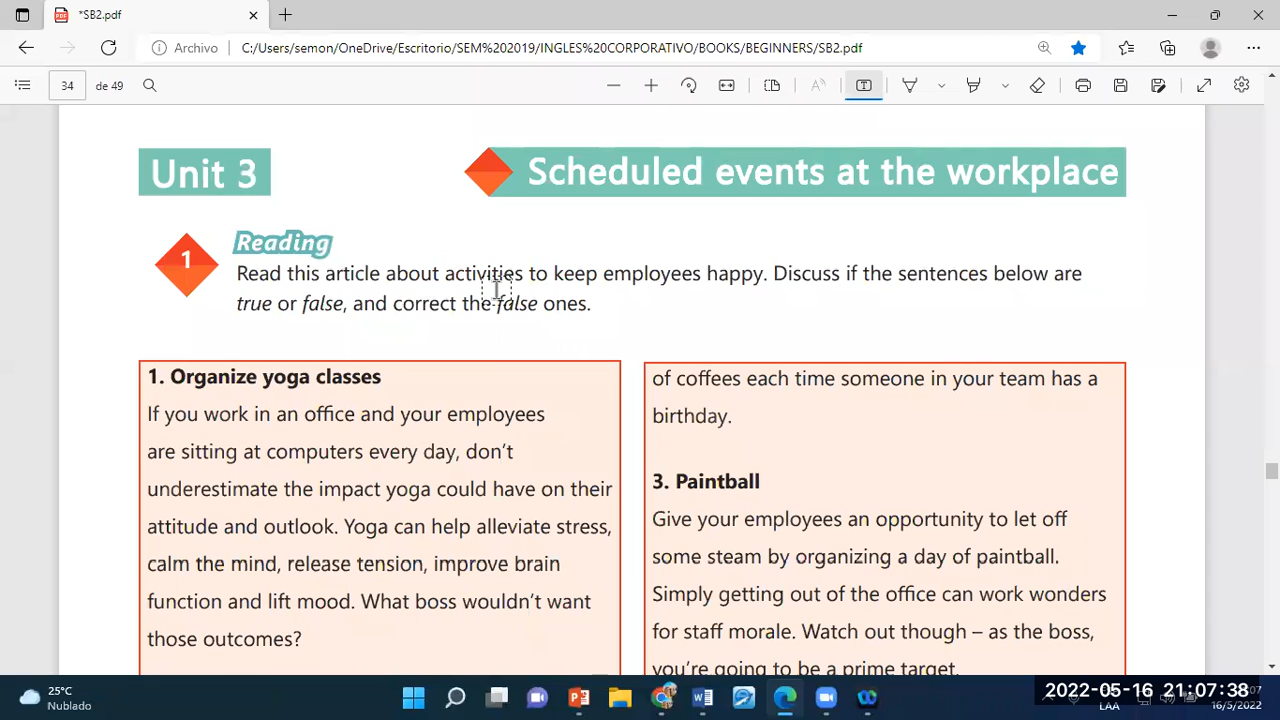 *SB2.pdf
Archivo C:/Users/semon/OneDrive/Escritorio/SEM%202019/INGLES%20CORPORATIVO/BOOKS/BEGINNERS/SB2.pdf
34 de 49
Unit 3
Scheduled events at the workplace
1
Reading
Read this article about activities to keep employees happy. Discuss if the sentences below are
true or false, and correct the false ones.
1. Organize yoga classes
If you work in an office and your employees
are sitting at computers every day, don't
underestimate the impact yoga could have on their
attitude and outlook. Yoga can help alleviate stress,
calm the mind, release tension, improve brain
function and lift mood. What boss wouldn't want
those outcomes?
of coffees each time someone in your team has a
birthday.
3. Paintball
Give your employees an opportunity to let off
some steam by organizing a day of paintball.
Simply getting out of the office can work wonders
for staff morale. Watch out though – as the boss,
you're going to be a prime target.
25°C
Nublado
2022-05-16 21:07:38
LAA
16/5/2022